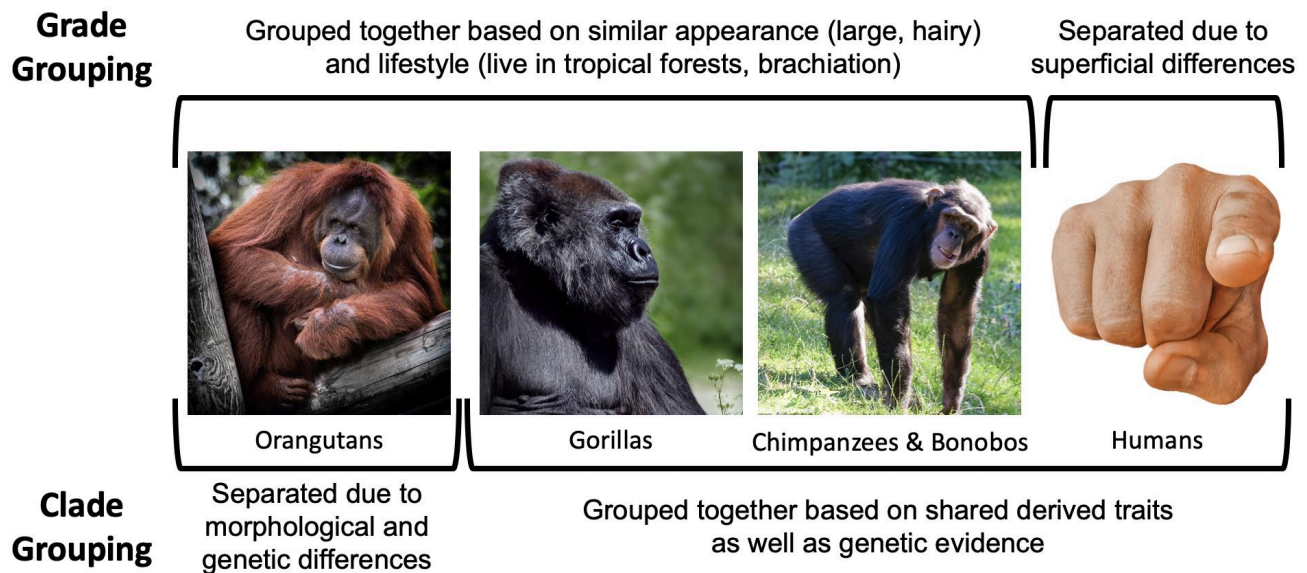 Grade
Grouping
Grouped together based on similar appearance (large, hairy)
and lifestyle (live in tropical forests, brachiation)
Separated due to
superficial differences
Orangutans
Gorillas
Chimpanzees & Bonobos
Humans
Clade
Grouping
Separated due to
morphological and
genetic differences
Grouped together based on shared derived traits
as well as genetic evidence